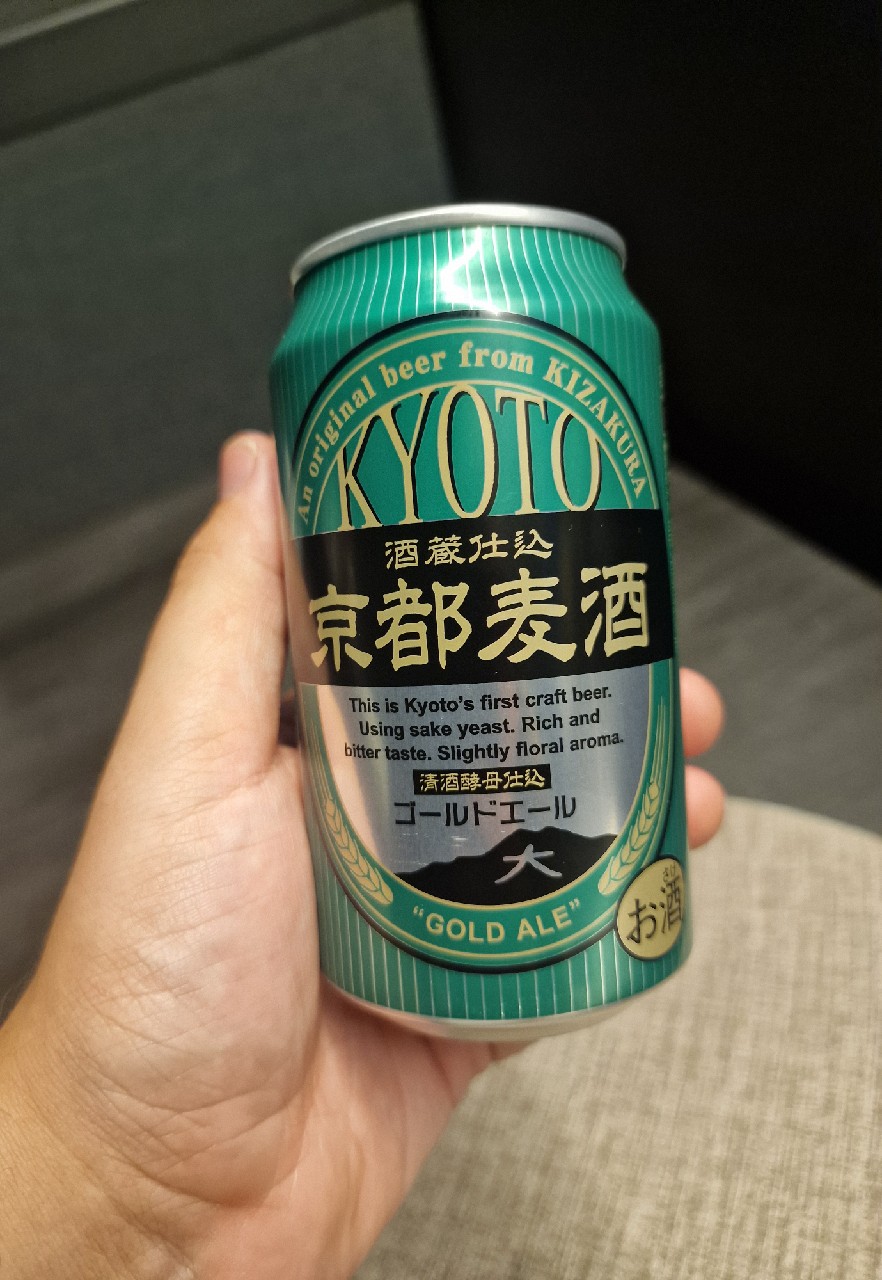 An original beer from KIZAKURA
KYOTO
酒蔵仕込
京都麦酒
This is Kyoto's first craft beer.
Using sake yeast. Rich and
bitter taste. Slightly floral aroma.
清酒酵母仕込
ゴールドエール
大
"GOLD ALE"
さけ
お酒